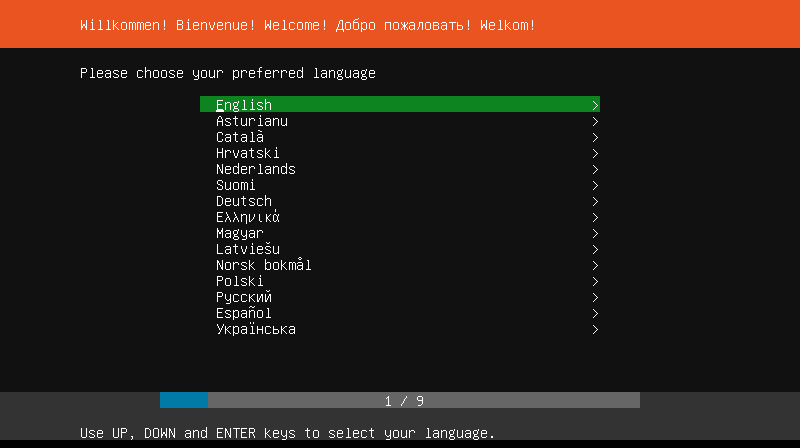 Willkommen! Bienvenue! Welcome! Добро пожаловать! Welkom!
Please choose your preferred language
English >
Asturianu >
Català >
Hrvatski >
Nederlands >
Suomi >
Deutsch >
Ελληνικά >
Magyar >
Latviešu >
Norsk bokmål >
Polski >
Русский >
Español >
Українська >
1 / 9
Use UP, DOWN and ENTER keys to select your language.